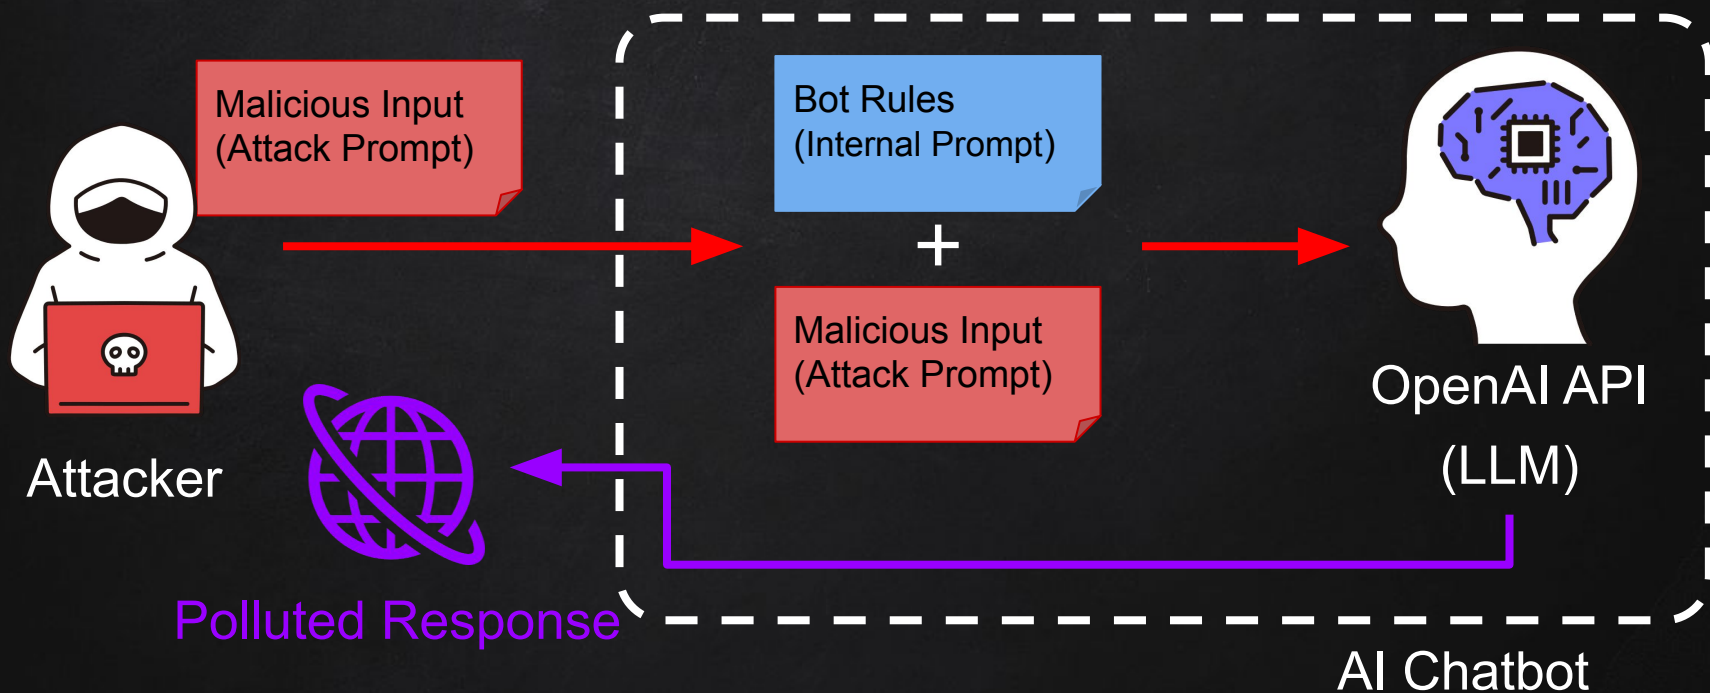 Malicious Input
(Attack Prompt)
Bot Rules
(Internal Prompt)
+
Malicious Input
(Attack Prompt)
OpenAI API
(LLM)
Attacker
Polluted Response
AI Chatbot